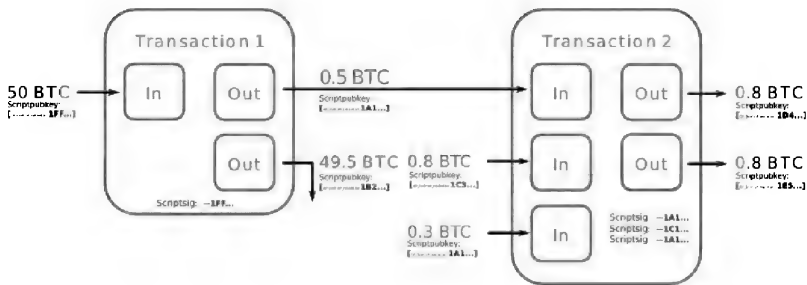 Transaction 1
Transaction 2
50 BTC
Scriptpubkey:
[............ 1FF...]
In
Out
0.5 BTC
Scriptpubkey:
[............ 1A1...]
In
Out
0.8 BTC
Scriptpubkey:
[............ 1D4...]
Out
49.5 BTC
Scriptpubkey:
[............ 1B2...]
0.8 BTC
Scriptpubkey:
[............ 1C3...]
In
Out
0.8 BTC
Scriptpubkey:
[............ 1E5...]
Scriptsig: ~1FF...
0.3 BTC
Scriptpubkey:
[............ 1A1...]
In
Scriptsig ~1A1...
Scriptsig ~1C1...
Scriptsig ~1A1...